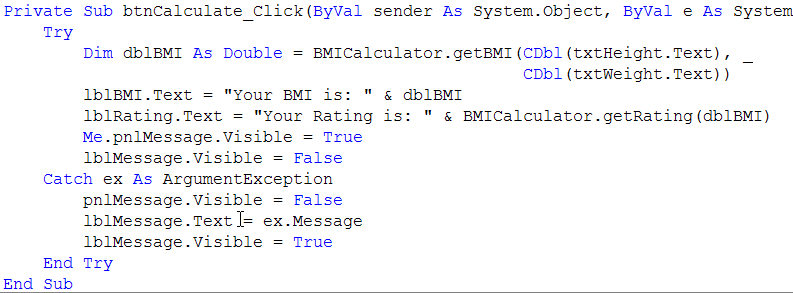 Private Sub btnCalculate_Click(ByVal sender As System.Object, ByVal e As System
Try
Dim dblBMI As Double = BMICalculator.getBMI(CDbl(txtHeight.Text), _
CDbl(txtWeight.Text))
lblBMI.Text = "Your BMI is: " & dblBMI
lblRating.Text = "Your Rating is: " & BMICalculator.getRating(dblBMI)
Me.pnlMessage.Visible = True
lblMessage.Visible = False
Catch ex As ArgumentException
pnlMessage.Visible = False
lblMessage.Text = ex.Message
lblMessage.Visible = True
End Try
End Sub